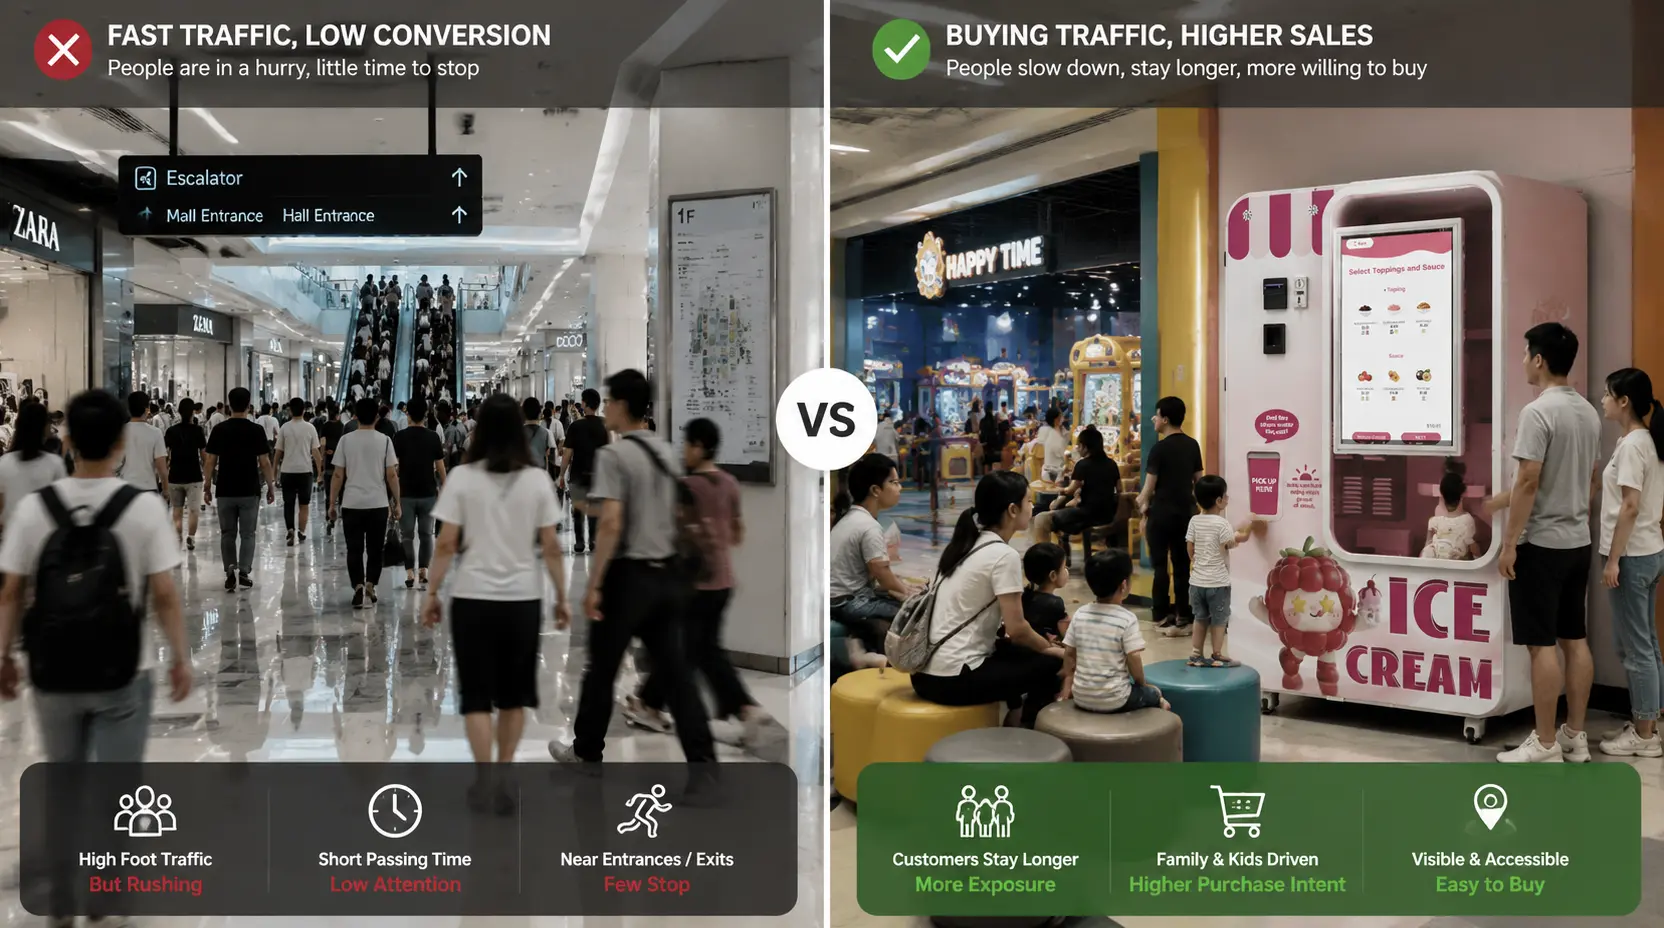 FAST TRAFFIC, LOW CONVERSION
People are in a hurry, little time to stop
Escalator
Mall Entrance Hall Entrance
ZARA
1F
High Foot Traffic
But Rushing
Short Passing Time
Low Attention
Near Entrances / Exits
Few Stop
VS
BUYING TRAFFIC, HIGHER SALES
People slow down, stay longer, more willing to buy
HAPPY TIME
Select Toppings and Sauce
Sauce
PICK UP
ICE
CREAM
Customers Stay Longer
More Exposure
Family & Kids Driven
Higher Purchase Intent
Visible & Accessible
Easy to Buy